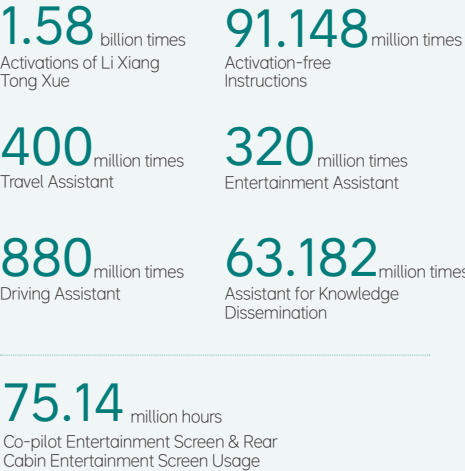 1.58 billion times
Activations of Li Xiang
Tong Xue
91.148 million times
Activation-free
Instructions
400 million times
Travel Assistant
320 million times
Entertainment Assistant
880 million times
Driving Assistant
63.182 million times
Assistant for Knowledge
Dissemination
75.14 million hours
Co-pilot Entertainment Screen & Rear
Cabin Entertainment Screen Usage